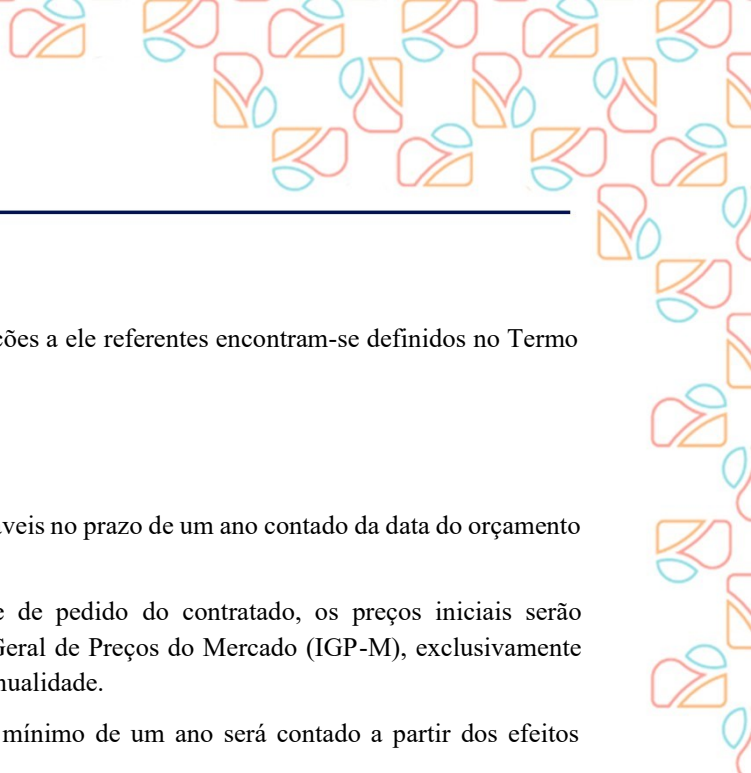 ções a ele referentes encontram-se definidos no Termo
áveis no prazo de um ano contado da data do orçamento
e de pedido do contratado, os preços iniciais serão
Geral de Preços do Mercado (IGP-M), exclusivamente
nualidade.
mínimo de um ano será contado a partir dos efeitos